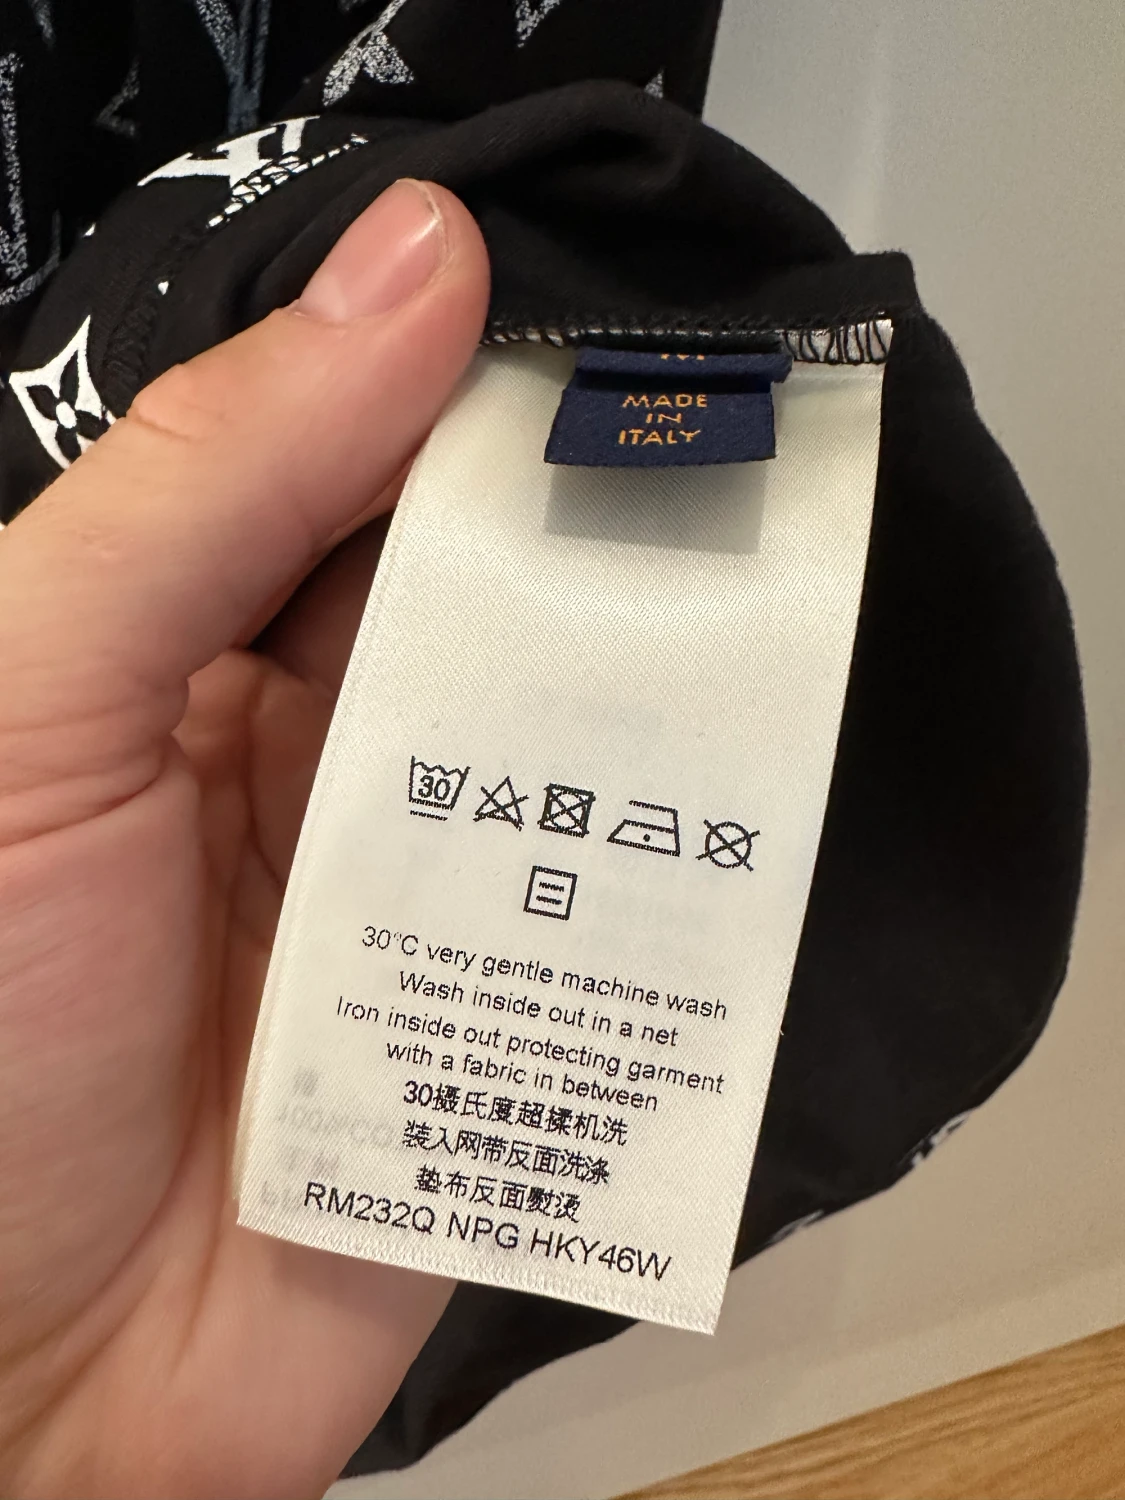 MADE
IN
ITALY
30
30°C very gentle machine wash
Wash inside out in a net
Iron inside out protecting garment
with a fabric in between
30摄氏度超揉机洗
装入网带反面洗涤
垫布反面熨烫
RM232Q NPG HKY46W